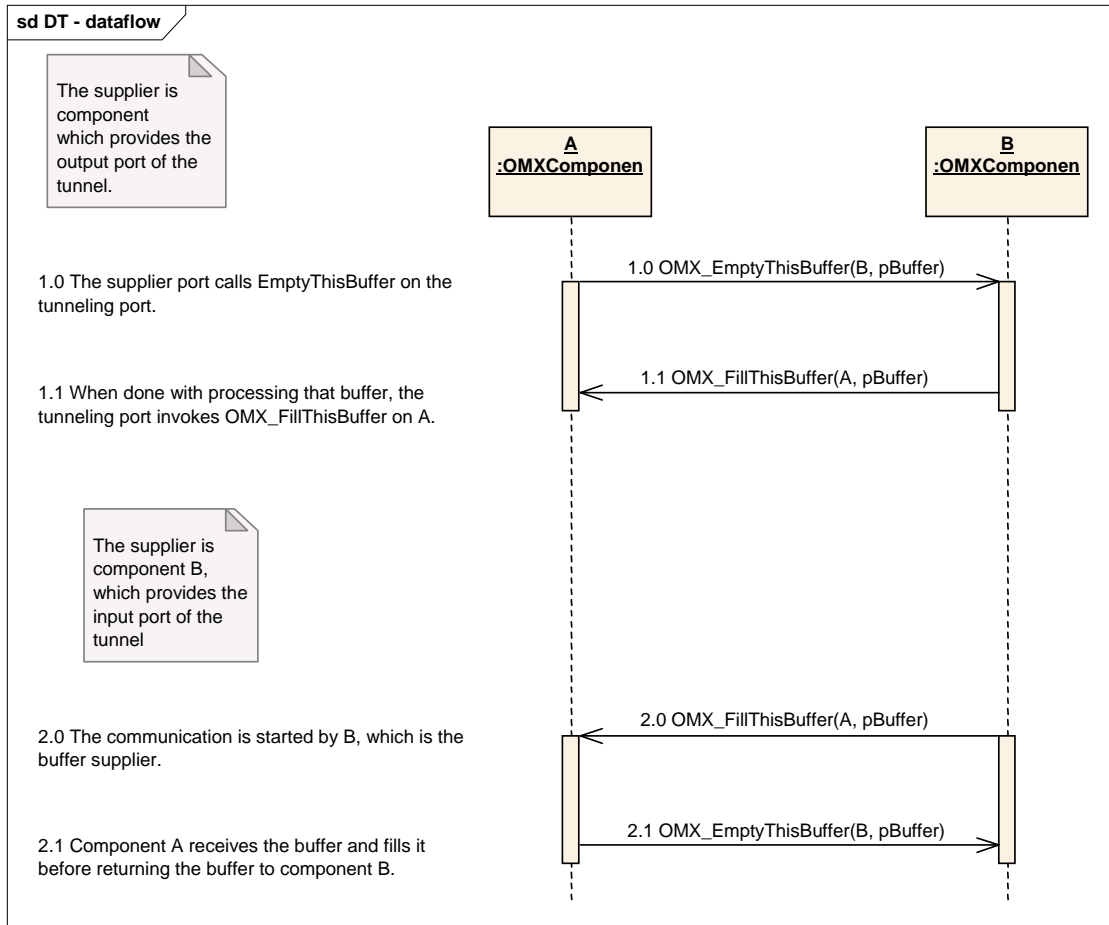 sd DT - dataflow
The supplier is
component
which provides the
output port of the
tunnel.
A
:OMXComponen
B
:OMXComponen
1.0 The supplier port calls EmptyThisBuffer on the
tunneling port.
1.0 OMX_EmptyThisBuffer(B, pBuffer)
1.1 When done with processing that buffer, the
tunneling port invokes OMX_FillThisBuffer on A.
1.1 OMX_FillThisBuffer(A, pBuffer)
The supplier is
component B,
which provides the
input port of the
tunnel
2.0 The communication is started by B, which is the
buffer supplier.
2.0 OMX_FillThisBuffer(A, pBuffer)
2.1 Component A receives the buffer and fills it
before returning the buffer to component B.
2.1 OMX_EmptyThisBuffer(B, pBuffer)